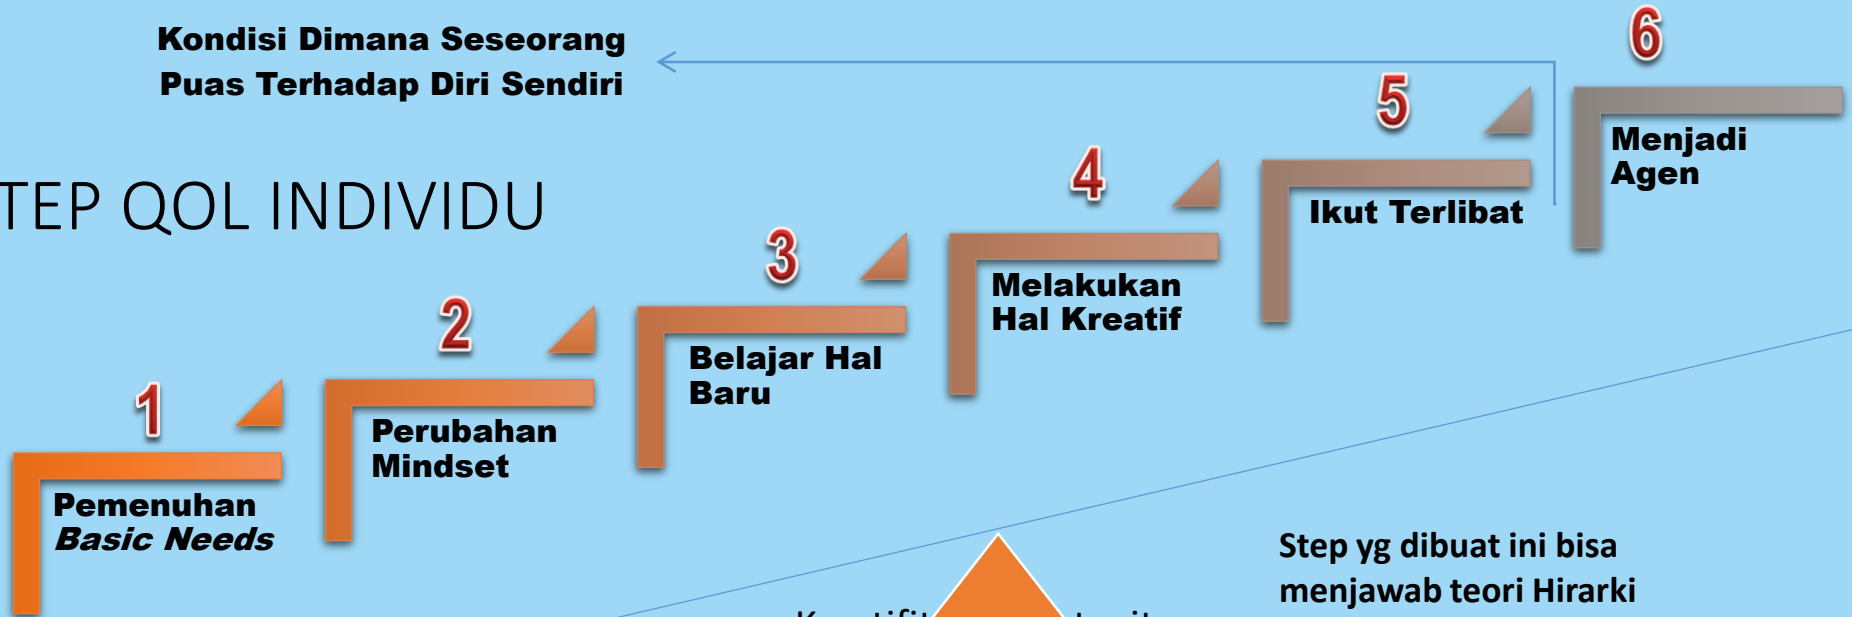 Kondisi Dimana Seseorang
Puas Terhadap Diri Sendiri
QOL INDIVIDU
1
Pemenuhan
Basic Needs
2
Perubahan
Mindset
3
Belajar Hal
Baru
4
Melakukan
Hal Kreatif
5
Ikut Terlibat
6
Menjadi
Agen
Step yg dibuat ini bisa
menjawab teori Hirarki